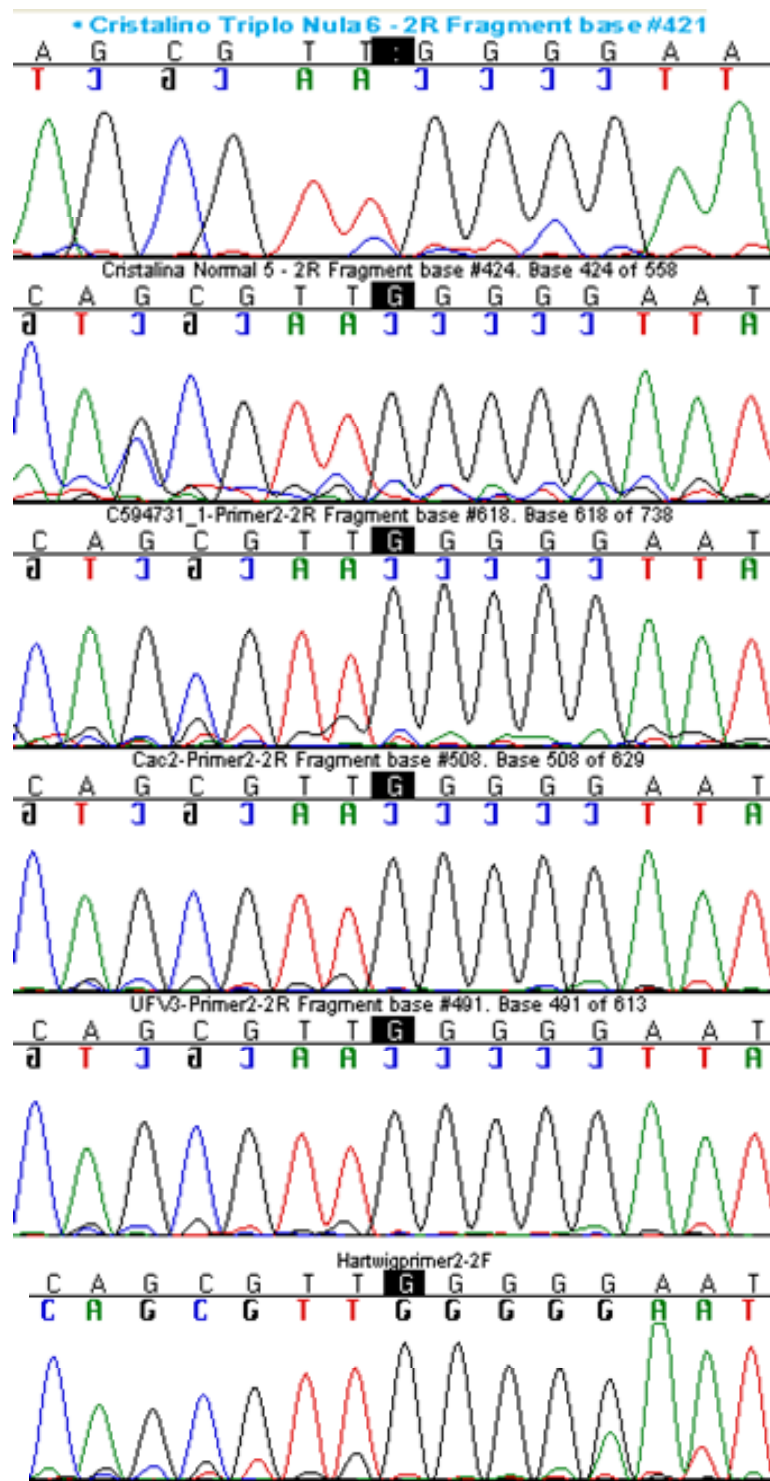 • Cristalino Triplo Nula 6 - 2R Fragment base #421
A G C G T T : G G G G A A
T C G C A A C C C C T T
Cristalina Normal 5 - 2R Fragment base #424. Base 424 of 558
C A G C G T T G G G G G A A T
G T C G C A A C C C C C T T A
C594731_1-Primer2-2R Fragment base #618. Base 618 of 738
C A G C G T T G G G G G A A T
G T C G C A A C C C C C T T A
Cac2-Primer2-2R Fragment base #508. Base 508 of 629
C A G C G T T G G G G G A A T
G T C G C A A C C C C C T T A
UFV3-Primer2-2R Fragment base #491. Base 491 of 613
C A G C G T T G G G G G A A T
G T C G C A A C C C C C T T A
Hartwigprimer2-2F
C A G C G T T G G G G G A A T
C A G C G T T G G G G G A A T